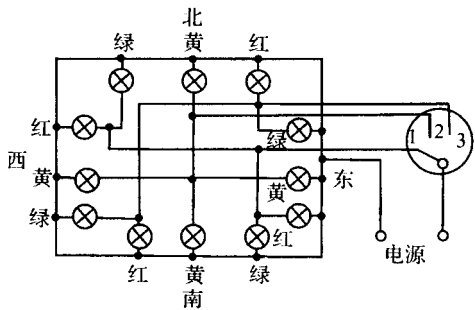 北
绿 黄 红
红 绿 1 2 3
西 黄 黄 东
绿 红 电源
红 黄 绿
南